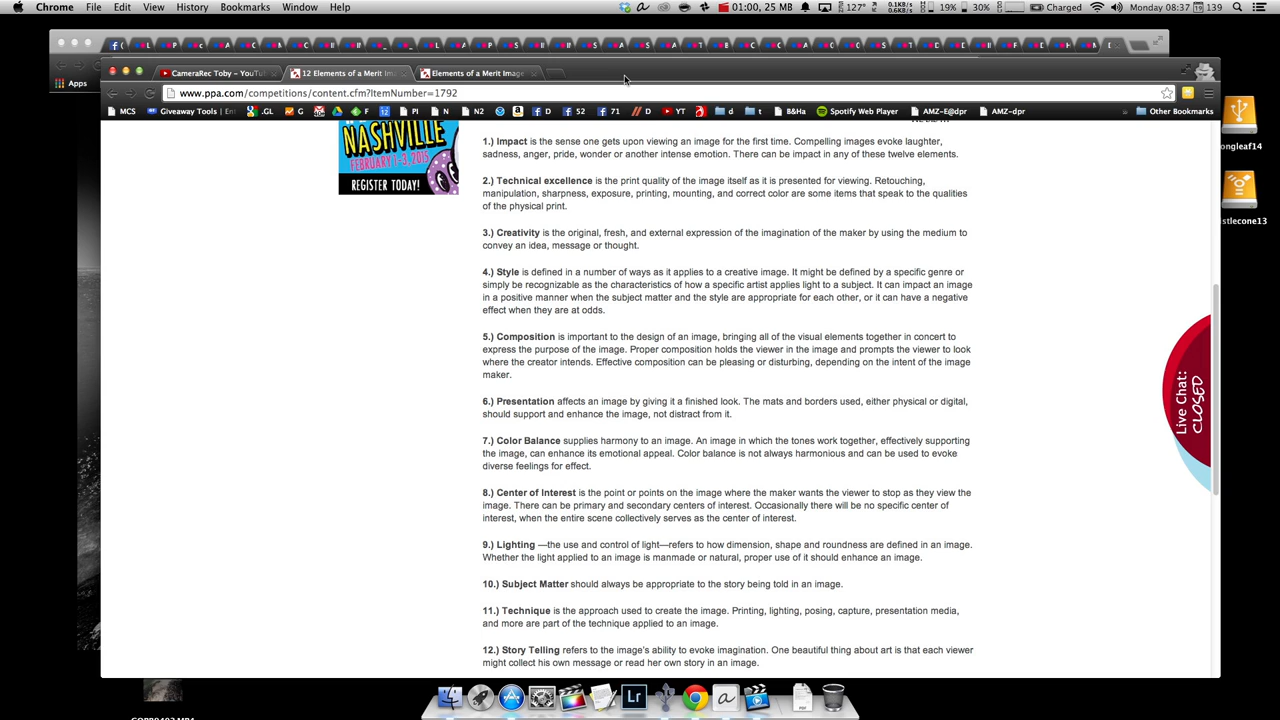 Chrome File Edit View History Bookmarks Window Help 01:00, 25 MB 127° 0.1KB/s 0.6KB/s 19% 30% Charged Monday 08:37 139
Apps
CameraRec Toby – YouTu 12 Elements of a Merit Im Elements of a Merit Image
www.ppa.com/competitions/content.cfm?ItemNumber=1792
MCS Giveaway Tools .GL G F PI N N2 D 52 71 D YT d t B&Ha Spotify Web Player AMZ-E@dpr AMZ-dpr Other Bookmarks
NASHVILLE
FEBRUARY 1-3, 2015
REGISTER TODAY!
1.) Impact is the sense one gets upon viewing an image for the first time. Compelling images evoke laughter,
sadness, anger, pride, wonder or another intense emotion. There can be impact in any of these twelve elements.
2.) Technical excellence is the print quality of the image itself as it is presented for viewing. Retouching,
manipulation, sharpness, exposure, printing, mounting, and correct color are some items that speak to the qualities
of the physical print.
3.) Creativity is the original, fresh, and external expression of the imagination of the maker by using the medium to
convey an idea, message or thought.
4.) Style is defined in a number of ways as it applies to a creative image. It might be defined by a specific genre or
simply be recognizable as the characteristics of how a specific artist applies light to a subject. It can impact an image
in a positive manner when the subject matter and the style are appropriate for each other, or it can have a negative
effect when they are at odds.
5.) Composition is important to the design of an image, bringing all of the visual elements together in concert to
express the purpose of the image. Proper composition holds the viewer in the image and prompts the viewer to look
where the creator intends. Effective composition can be pleasing or disturbing, depending on the intent of the image
maker.
6.) Presentation affects an image by giving it a finished look. The mats and borders used, either physical or digital,
should support and enhance the image, not distract from it.
7.) Color Balance supplies harmony to an image. An image in which the tones work together, effectively supporting
the image, can enhance its emotional appeal. Color balance is not always harmonious and can be used to evoke
diverse feelings for effect.
8.) Center of Interest is the point or points on the image where the maker wants the viewer to stop as they view the
image. There can be primary and secondary centers of interest. Occasionally there will be no specific center of
interest, when the entire scene collectively serves as the center of interest.
9.) Lighting —the use and control of light—refers to how dimension, shape and roundness are defined in an image.
Whether the light applied to an image is manmade or natural, proper use of it should enhance an image.
10.) Subject Matter should always be appropriate to the story being told in an image.
11.) Technique is the approach used to create the image. Printing, lighting, posing, capture, presentation media,
and more are part of the technique applied to an image.
12.) Story Telling refers to the image's ability to evoke imagination. One beautiful thing about art is that each viewer
might collect his own message or read her own story in an image.
Live Chat:
CLOSED
ongleaf14
stlecone13
Lr